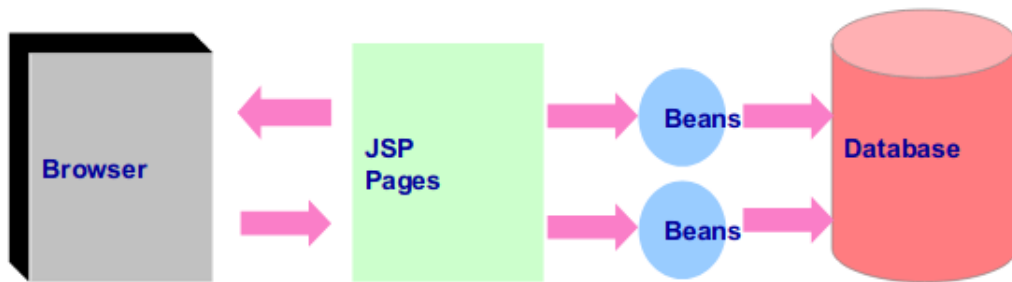 Browser
JSP
Pages
Beans
Beans
Database